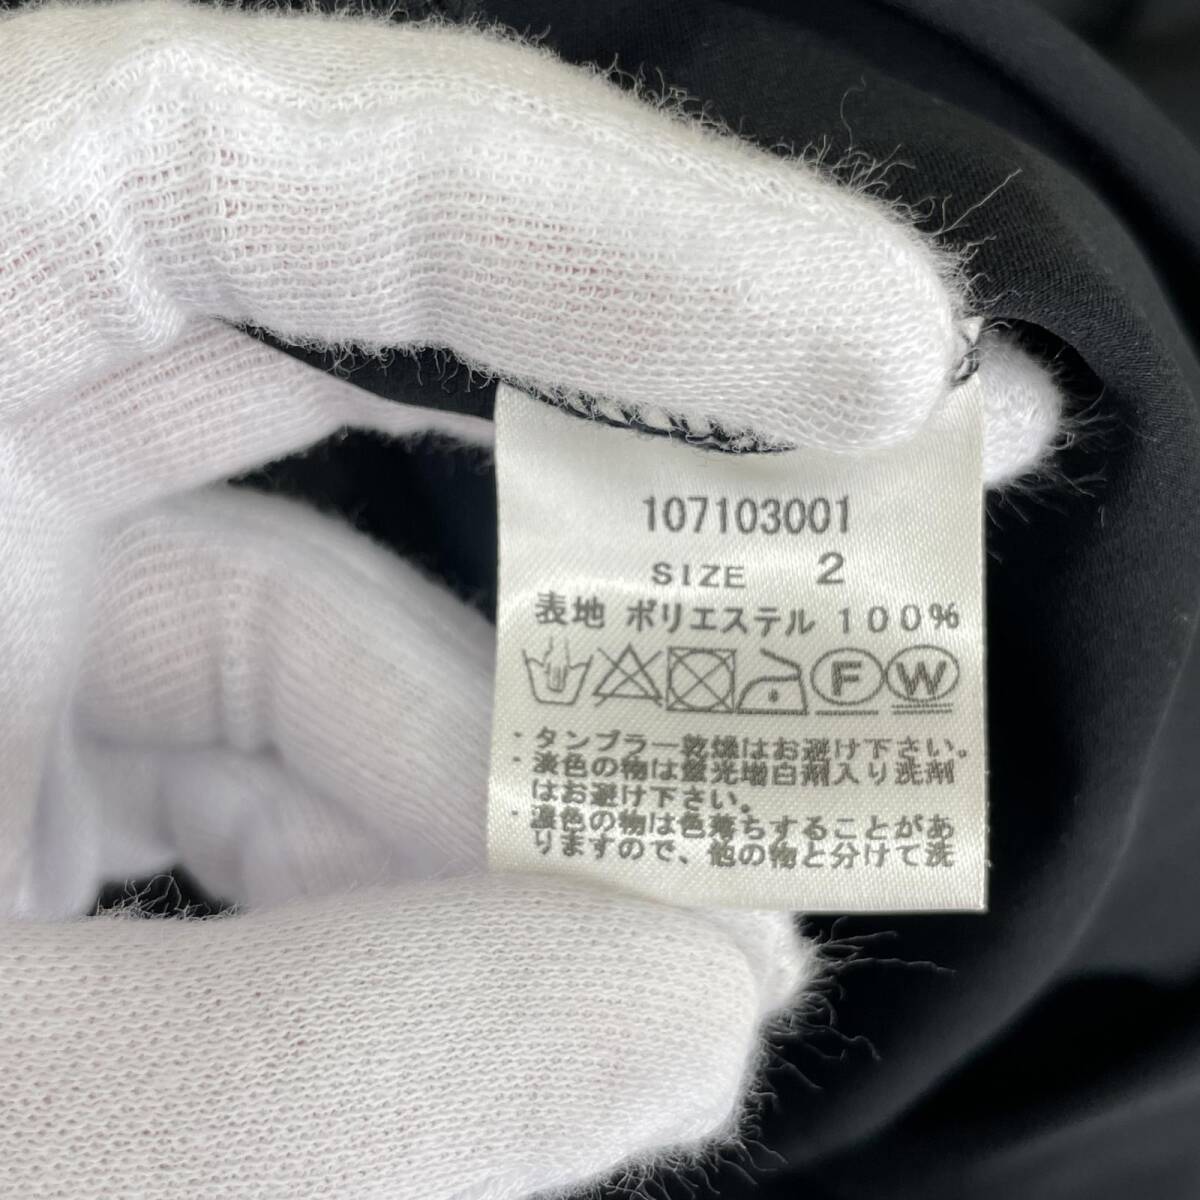 107103001
SIZE 2
表地 ポリエステル 100%
F W
・タンブラー乾燥はお避け下さい。
・淡色の物は螢光増白剤入り洗剤
はお避け下さい。
・濃色の物は色落ちすることがあ
りますので、他の物と分けて洗